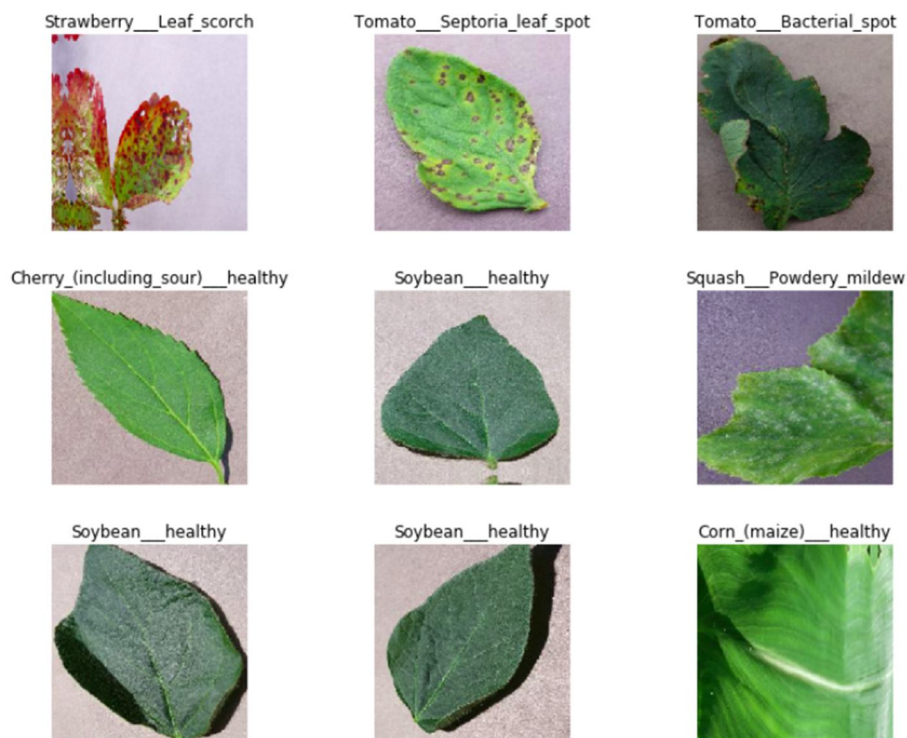 Strawberry___Leaf_scorch
Tomato___Septoria_leaf_spot
Tomato___Bacterial_spot
Cherry_(including_sour)___healthy
Soybean___healthy
Squash___Powdery_mildew
Soybean___healthy
Soybean___healthy
Corn_(maize)___healthy